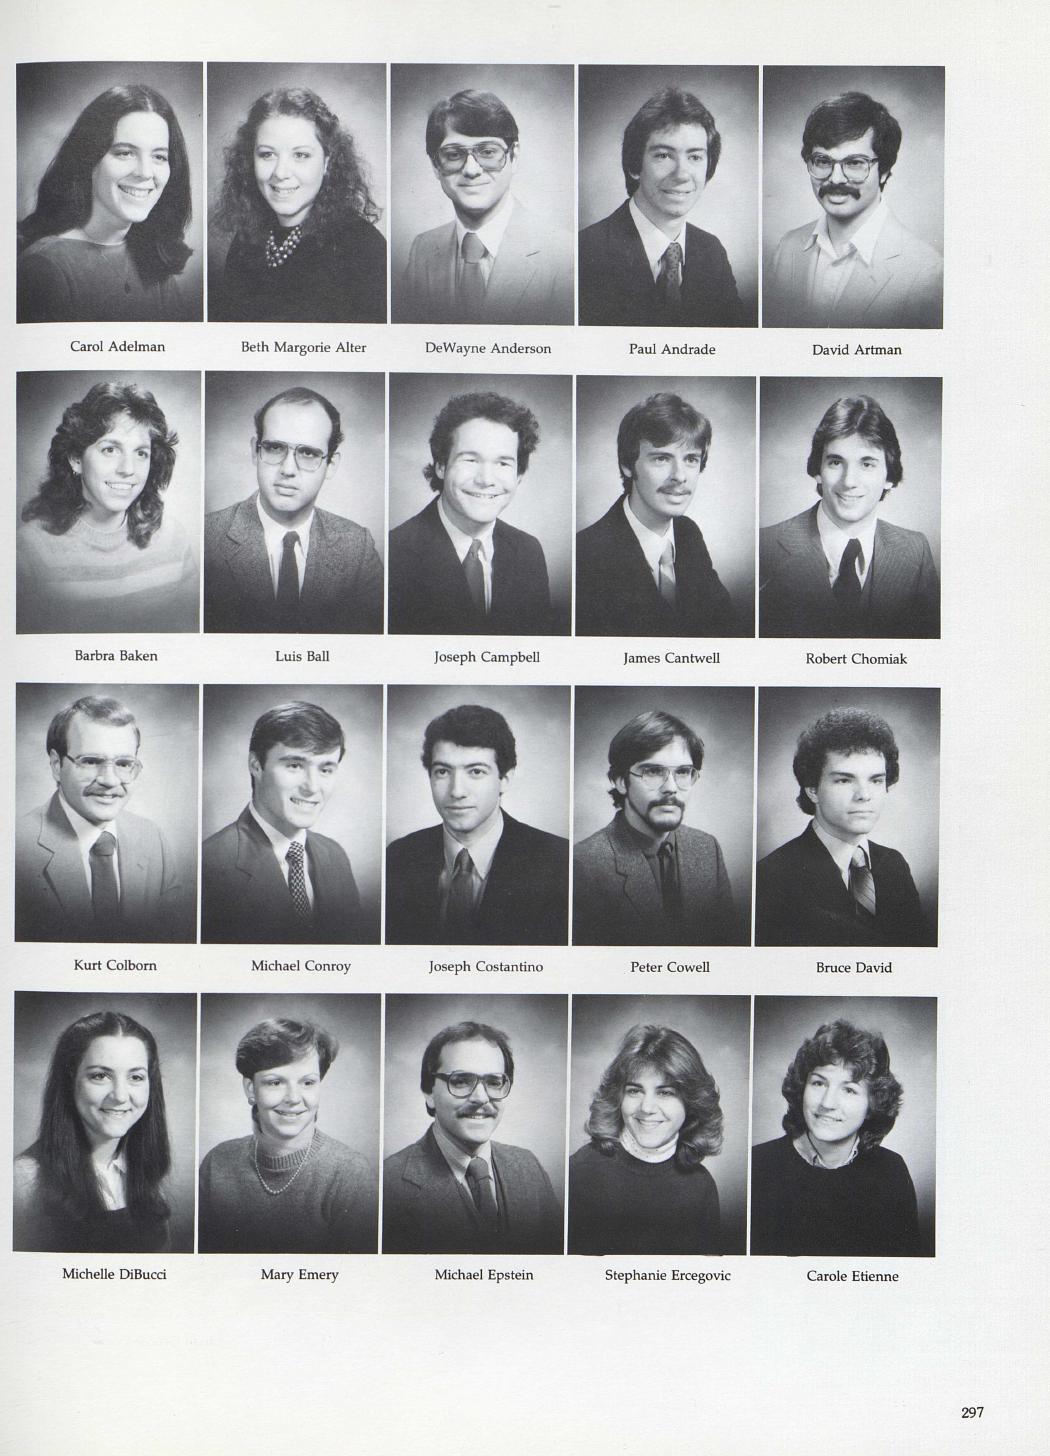 Carol Adelman
Beth Margorie Alter
DeWayne Anderson
Paul Andrade
David Artman
Barbra Baken
Luis Ball
Joseph Campbell
James Cantwell
Robert Chomiak
Kurt Colborn
Michael Conroy
Joseph Costantino
Peter Cowell
Bruce David
Michelle DiBucci
Mary Emery
Michael Epstein
Stephanie Ercegovic
Carole Etienne
297